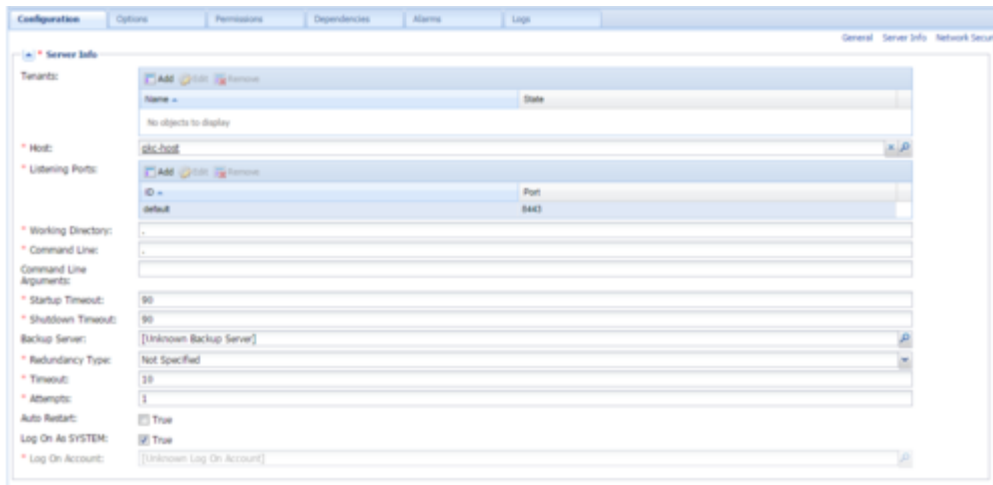 Configuration Options Permissions Dependencies Alarms Logs
General Server Info Network Secur
* Server Info
Tenants:
Add Edit Remove
Name State
No objects to display
* Host: pkc-host
* Listening Ports:
Add Edit Remove
ID Port
default 8443
* Working Directory: .
* Command Line: .
Command Line
Arguments:
* Startup Timeout: 90
* Shutdown Timeout: 90
Backup Server: [Unknown Backup Server]
* Redundancy Type: Not Specified
* Timeout: 10
* Attempts: 1
Auto Restart: True
Log On As SYSTEM: True
* Log On Account: [Unknown Log On Account]